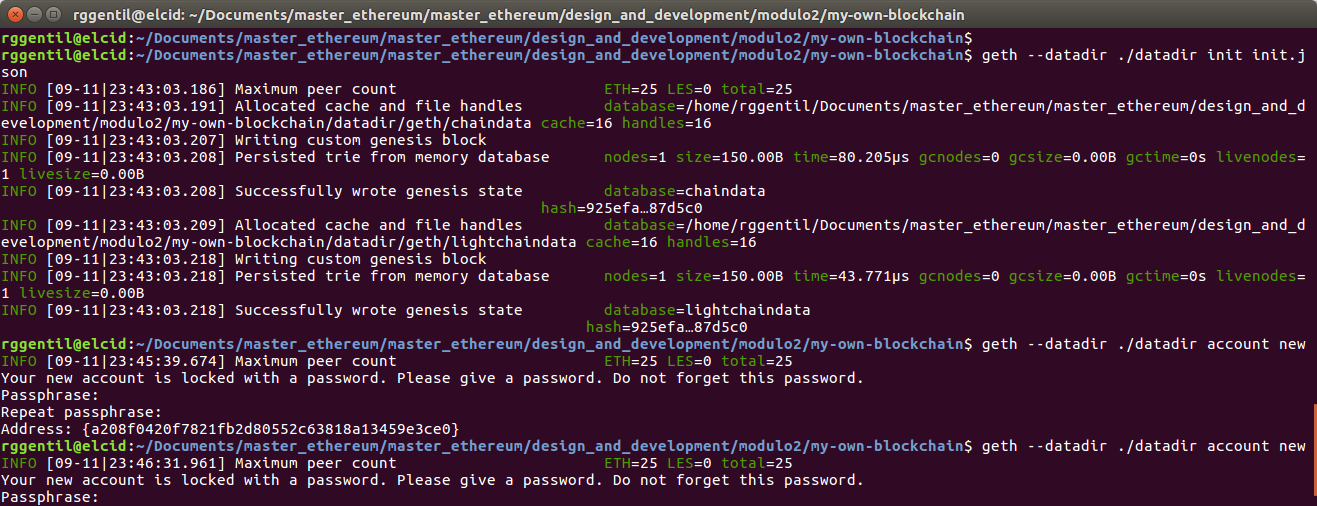 rggentil@elcid: ~/Documents/master_ethereum/master_ethereum/design_and_development/modulo2/my-own-blockchain
rggentil@elcid:~/Documents/master_ethereum/master_ethereum/design_and_development/modulo2/my-own-blockchain$
rggentil@elcid:~/Documents/master_ethereum/master_ethereum/design_and_development/modulo2/my-own-blockchain$ geth --datadir ./datadir init init.j
son
INFO [09-11|23:43:03.186] Maximum peer count                       ETH=25 LES=0 total=25
INFO [09-11|23:43:03.191] Allocated cache and file handles         database=/home/rggentil/Documents/master_ethereum/master_ethereum/design_and_d
evelopment/modulo2/my-own-blockchain/datadir/geth/chaindata cache=16 handles=16
INFO [09-11|23:43:03.207] Writing custom genesis block
INFO [09-11|23:43:03.208] Persisted trie from memory database      nodes=1 size=150.00B time=80.205µs gcnodes=0 gcsize=0.00B gctime=0s livenodes=
1 livesize=0.00B
INFO [09-11|23:43:03.208] Successfully wrote genesis state         database=chaindata
hash=925efa…87d5c0
INFO [09-11|23:43:03.209] Allocated cache and file handles         database=/home/rggentil/Documents/master_ethereum/master_ethereum/design_and_d
evelopment/modulo2/my-own-blockchain/datadir/geth/lightchaindata cache=16 handles=16
INFO [09-11|23:43:03.218] Writing custom genesis block
INFO [09-11|23:43:03.218] Persisted trie from memory database      nodes=1 size=150.00B time=43.771µs gcnodes=0 gcsize=0.00B gctime=0s livenodes=
1 livesize=0.00B
INFO [09-11|23:43:03.218] Successfully wrote genesis state         database=lightchaindata
hash=925efa…87d5c0
rggentil@elcid:~/Documents/master_ethereum/master_ethereum/design_and_development/modulo2/my-own-blockchain$ geth --datadir ./datadir account new
INFO [09-11|23:45:39.674] Maximum peer count                       ETH=25 LES=0 total=25
Your new account is locked with a password. Please give a password. Do not forget this password.
Passphrase:
Repeat passphrase:
Address: {a208f0420f7821fb2d80552c63818a13459e3ce0}
rggentil@elcid:~/Documents/master_ethereum/master_ethereum/design_and_development/modulo2/my-own-blockchain$ geth --datadir ./datadir account new
INFO [09-11|23:46:31.961] Maximum peer count                       ETH=25 LES=0 total=25
Your new account is locked with a password. Please give a password. Do not forget this password.
Passphrase: